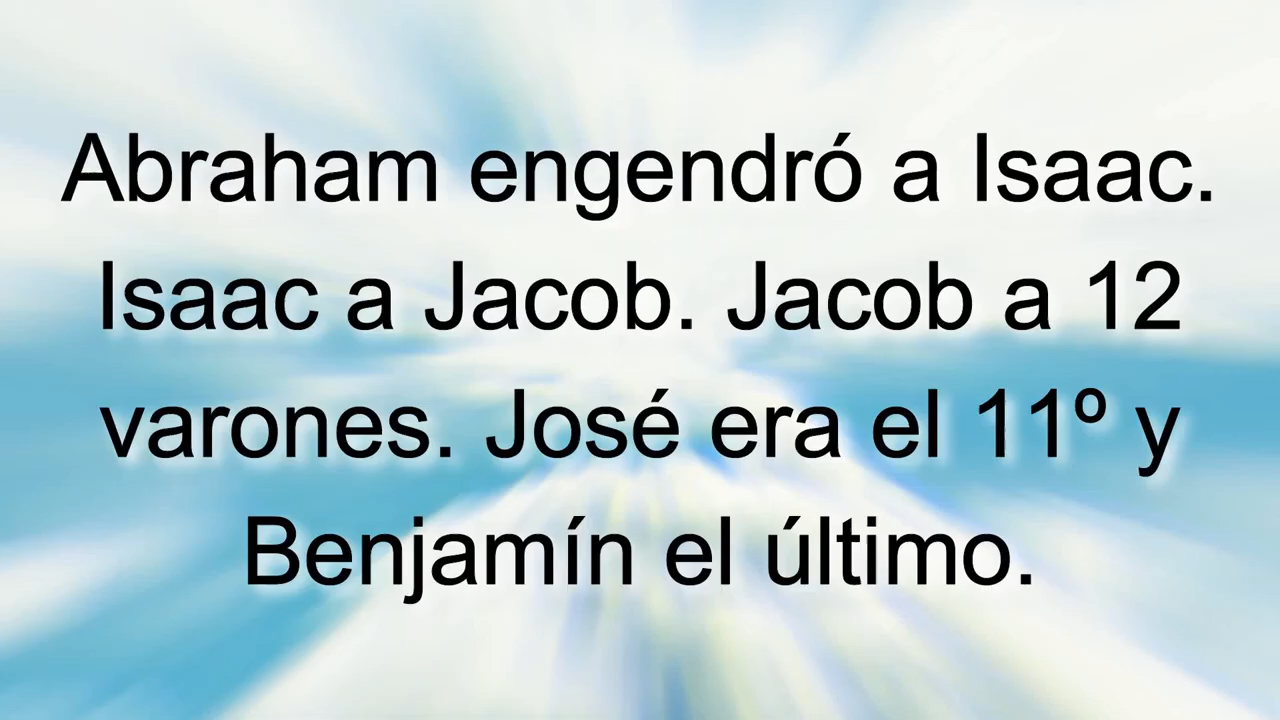 Abraham engendró a Isaac.
Isaac a Jacob. Jacob a 12
varones. José era el 11º y
Benjamín el último.